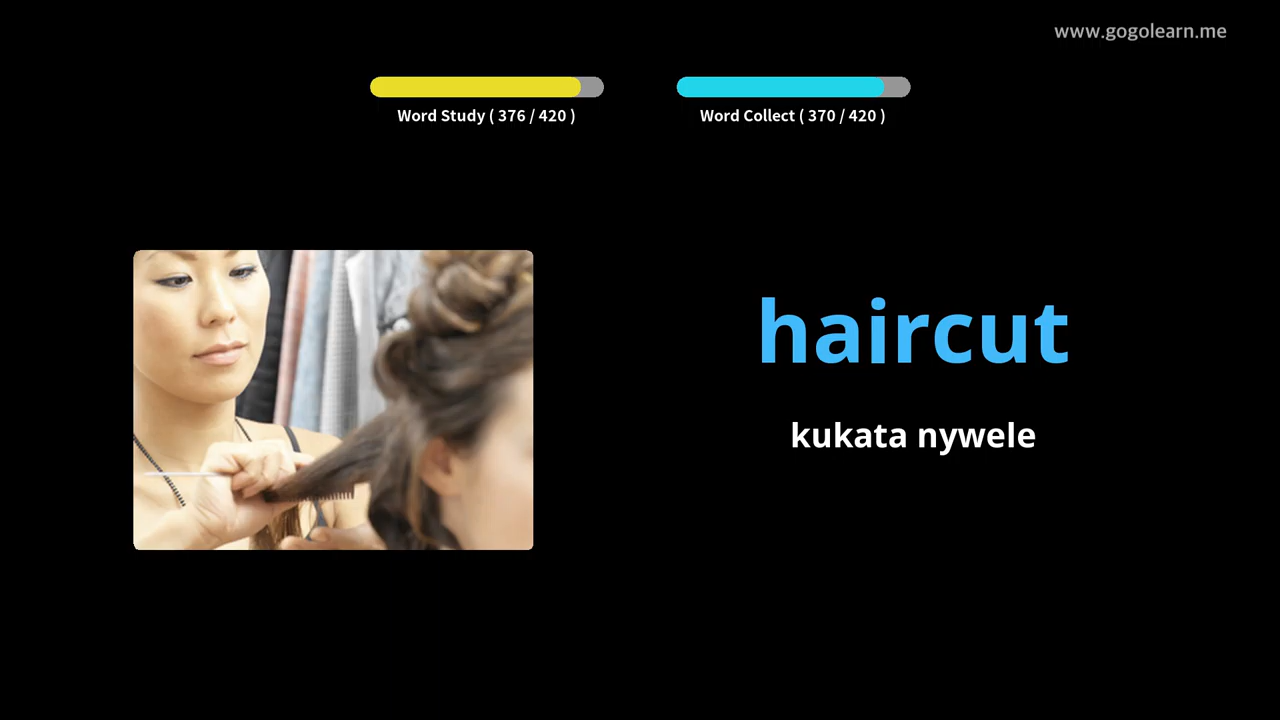 www.gogolearn.me
Word Study ( 376 / 420 )
Word Collect ( 370 / 420 )
haircut
kukata nywele